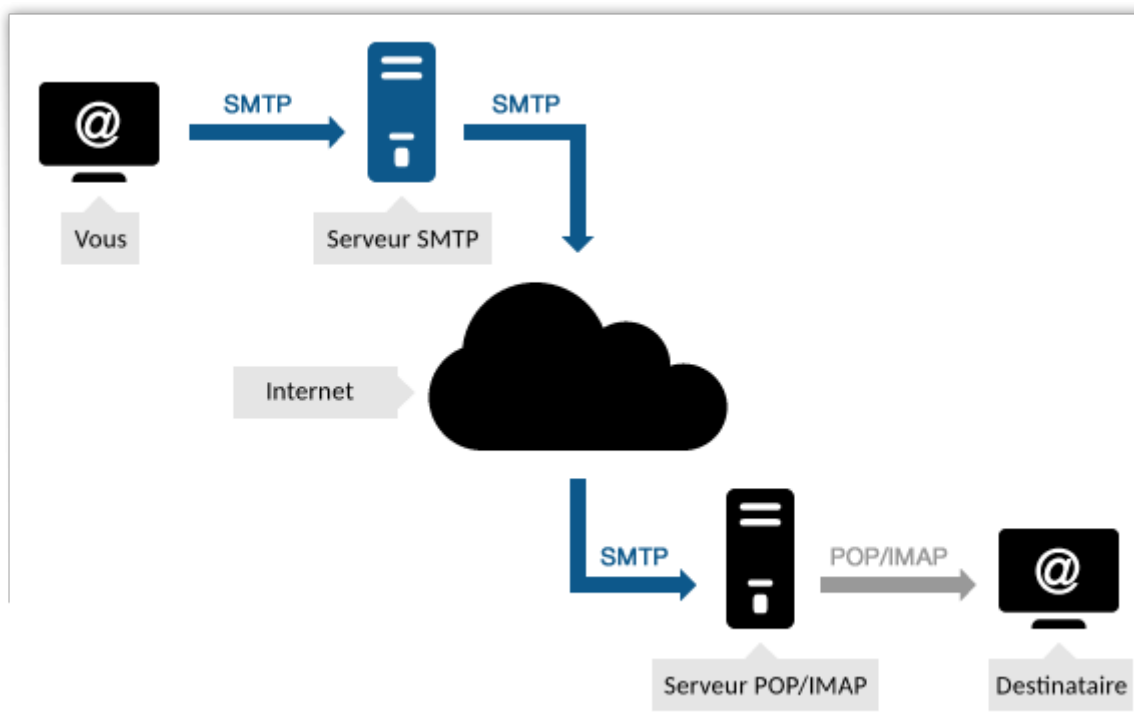 @
SMTP
SMTP
Vous
Serveur SMTP
Internet
SMTP
POP/IMAP
@
Serveur POP/IMAP
Destinataire